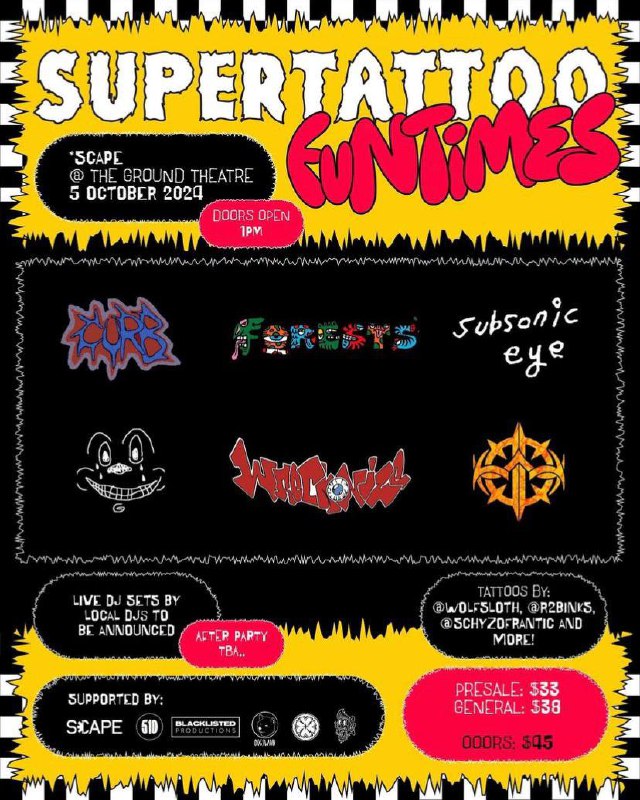 SUPERTATTOO
FUNTIMES
*SCAPE
@ THE GROUND THEATRE
5 OCTOBER 2024
DOORS OPEN
1PM
CURB
FORESTS
subsonic
eye
LIVE DJ SETS BY
LOCAL DJS TO
BE ANNOUNCED
AFTER PARTY
TBA..
TATTOOS BY:
@WOLFSLOTH, @R2BINKS,
@SCHYZOFRANTIC AND
MORE!
SUPPORTED BY:
S*CAPE
BLACKLISTED
PRODUCTIONS
PRESALE: $33
GENERAL: $38
DOORS: $45